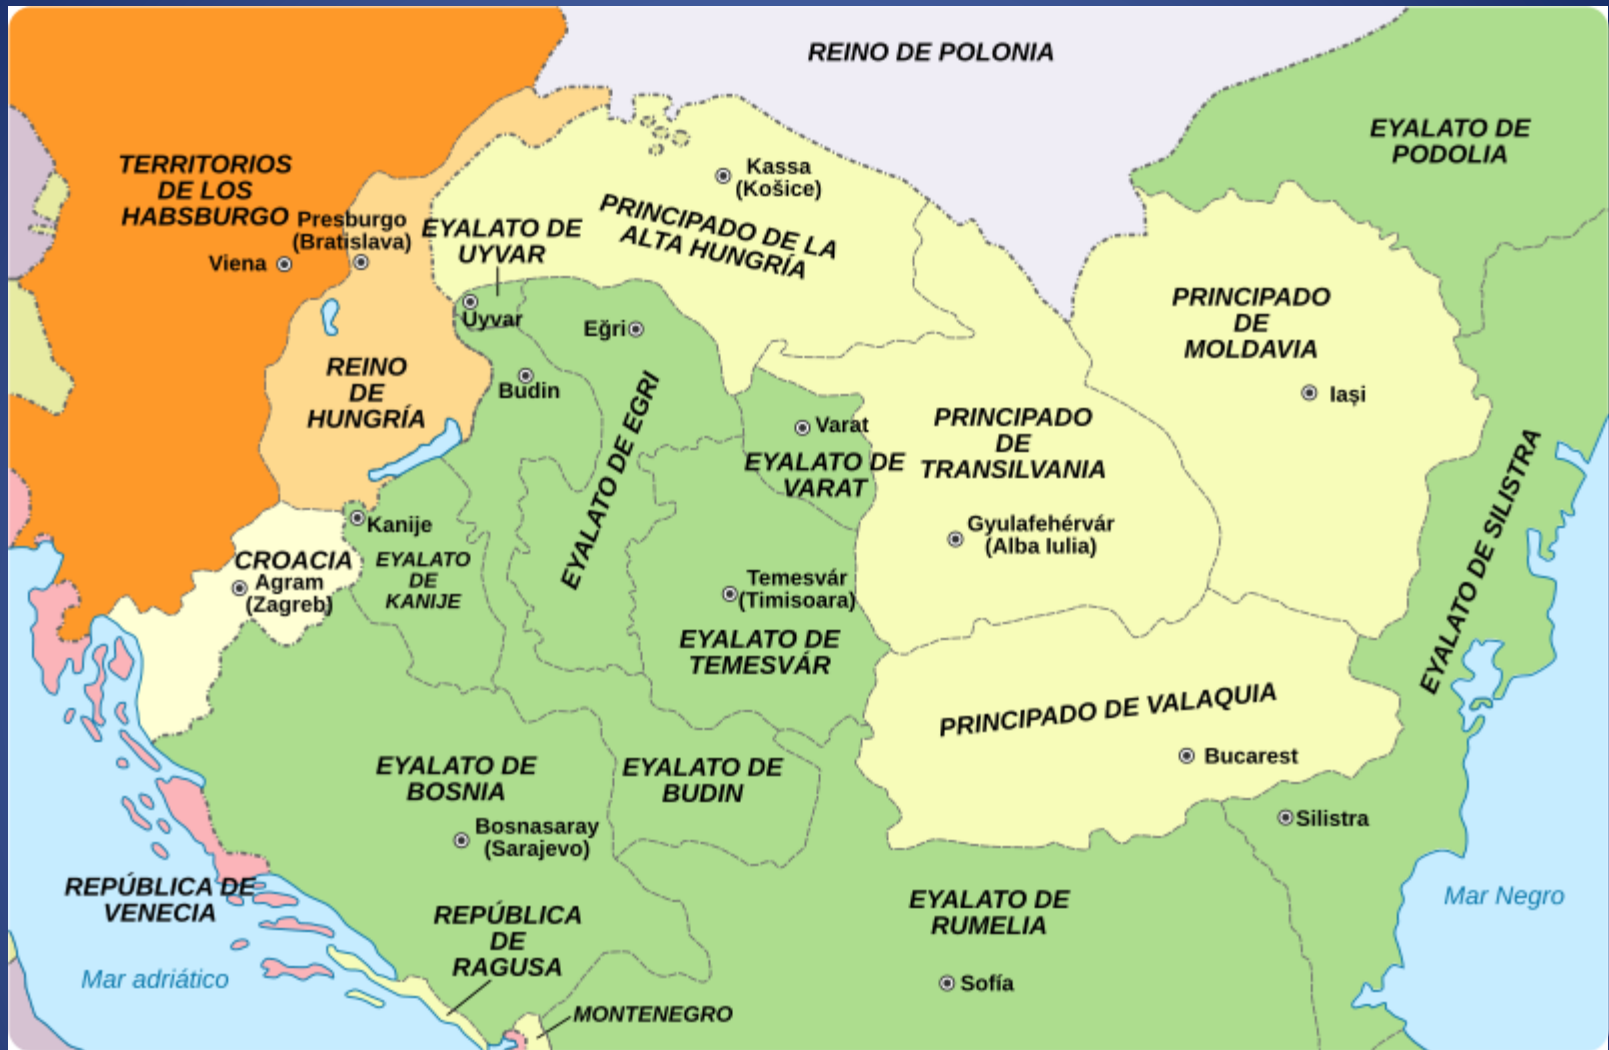 REINO DE POLONIA
EYALATO DE
PODOLIA
TERRITORIOS
DE LOS
HABSBURGO
Presburgo
(Bratislava)
Viena
EYALATO DE
UYVAR
Kassa
(Košice)
PRINCIPADO DE LA
ALTA HUNGRÍA
Uyvar
Eğri
PRINCIPADO
DE
MOLDAVIA
Iași
REINO
DE
HUNGRÍA
Budin
EYALATO DE EGRI
Varat
EYALATO DE
VARAT
PRINCIPADO
DE
TRANSILVANIA
Gyulafehérvár
(Alba Iulia)
EYALATO DE SILISTRA
Kanije
EYALATO
DE
KANIJE
CROACIA
Agram
(Zagreb)
Temesvár
(Timisoara)
EYALATO DE
TEMESVÁR
PRINCIPADO DE VALAQUIA
Bucarest
EYALATO DE
BOSNIA
EYALATO DE
BUDIN
Bosnasaray
(Sarajevo)
Silistra
REPÚBLICA DE
VENECIA
REPÚBLICA
DE
RAGUSA
EYALATO DE
RUMELIA
Mar Negro
Mar adriático
Sofía
MONTENEGRO